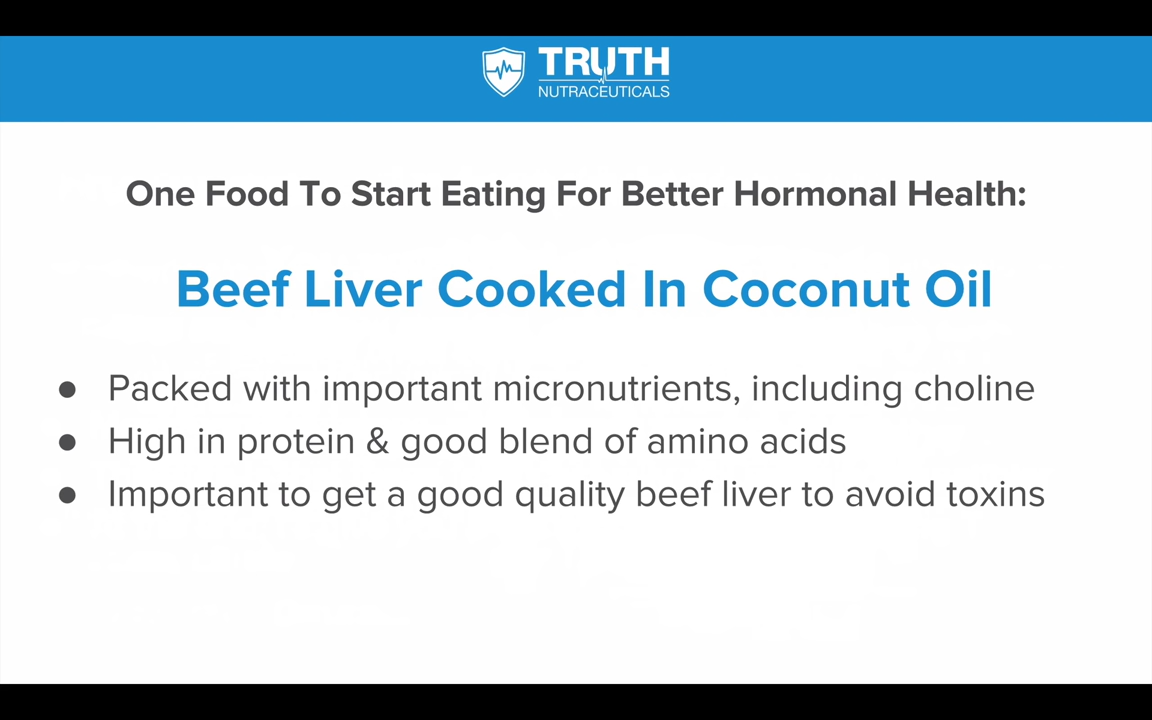 TRUTH
NUTRACEUTICALS
One Food To Start Eating For Better Hormonal Health:
Beef Liver Cooked In Coconut Oil
● Packed with important micronutrients, including choline
● High in protein & good blend of amino acids
● Important to get a good quality beef liver to avoid toxins